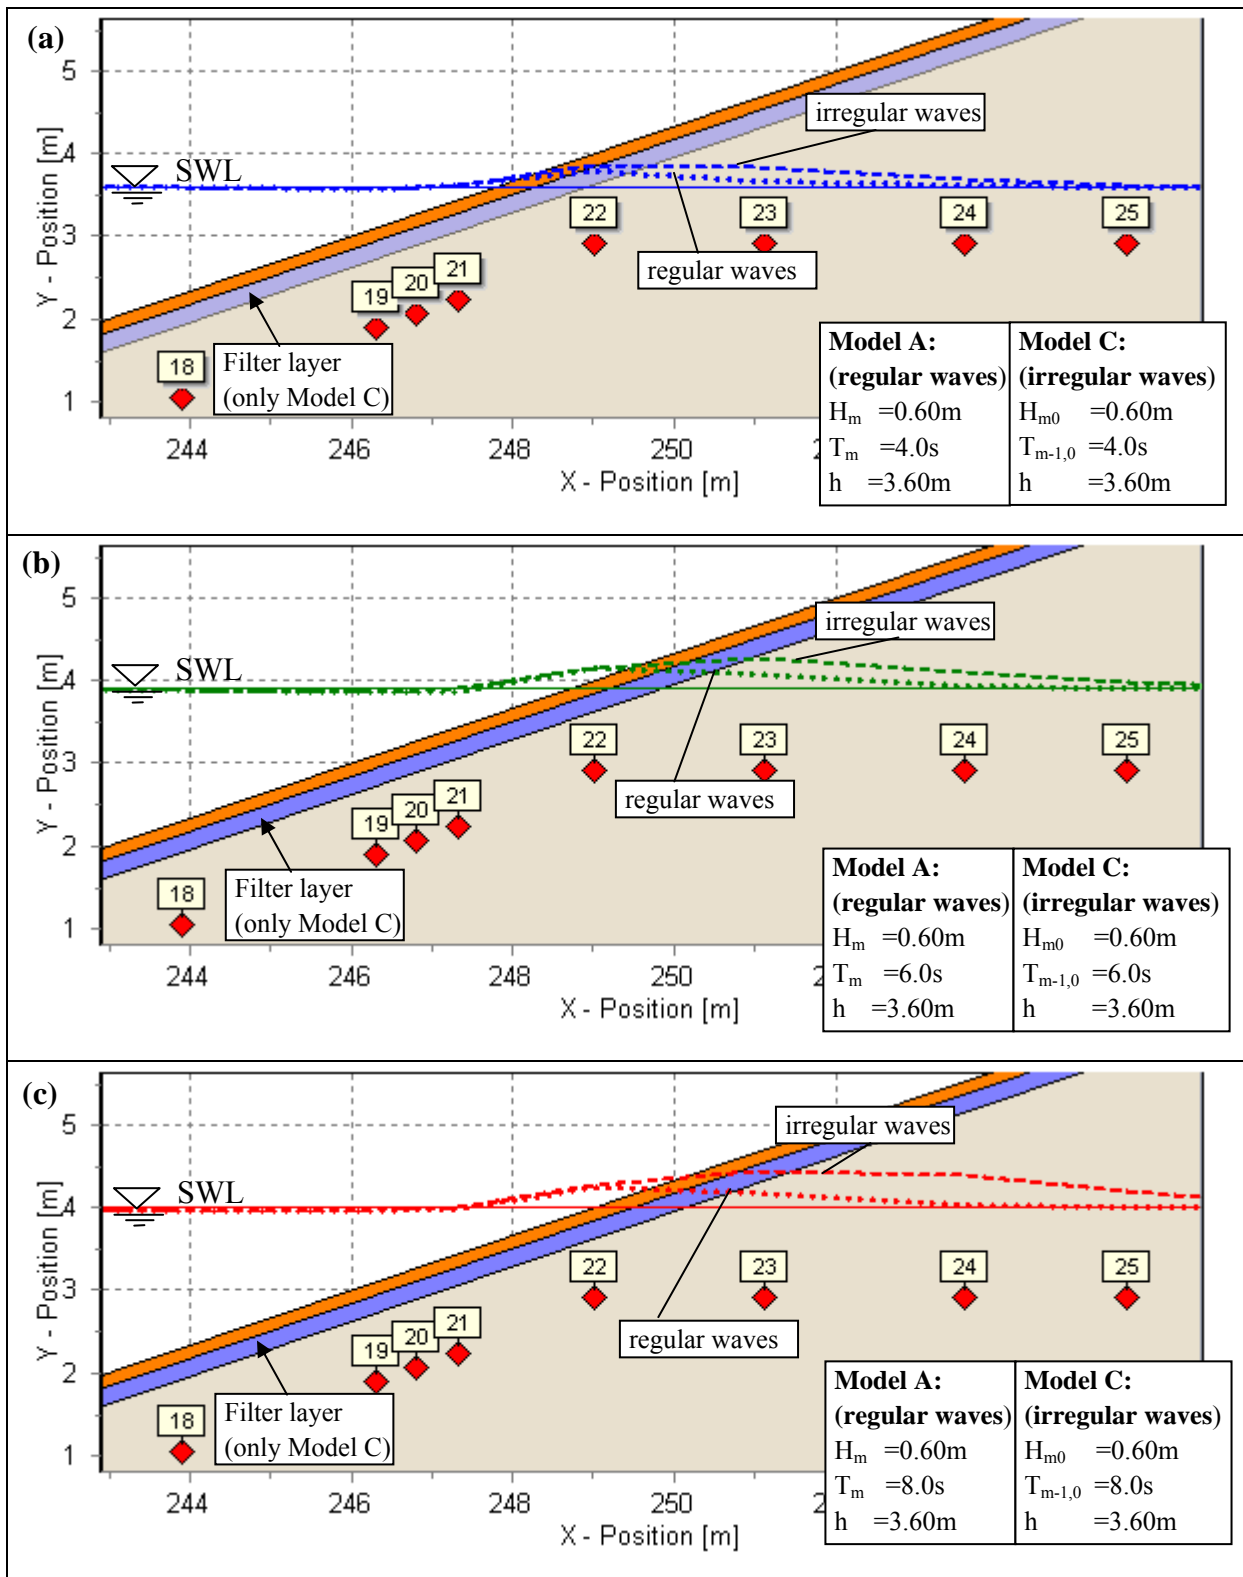 (a)
5
4
3
2
1
Y - Position [m]
SWL
irregular waves
regular waves
22
23
24
25
21
20
19
18
Filter layer
(only Model C)
244
246
248
250
2
X - Position [m]
Model A:
(regular waves)
Hm =0.60m
Tm =4.0s
h =3.60m
Model C:
(irregular waves)
Hm0 =0.60m
Tm-1,0 =4.0s
h =3.60m
(b)
5
4
3
2
1
Y - Position [m]
SWL
irregular waves
regular waves
22
23
24
25
21
20
19
18
Filter layer
(only Model C)
244
246
248
250
2
X - Position [m]
Model A:
(regular waves)
Hm =0.60m
Tm =6.0s
h =3.60m
Model C:
(irregular waves)
Hm0 =0.60m
Tm-1,0 =6.0s
h =3.60m
(c)
5
4
3
2
1
Y - Position [m]
SWL
irregular waves
regular waves
22
23
24
25
21
20
19
18
Filter layer
(only Model C)
244
246
248
250
2
X - Position [m]
Model A:
(regular waves)
Hm =0.60m
Tm =8.0s
h =3.60m
Model C:
(irregular waves)
Hm0 =0.60m
Tm-1,0 =8.0s
h =3.60m